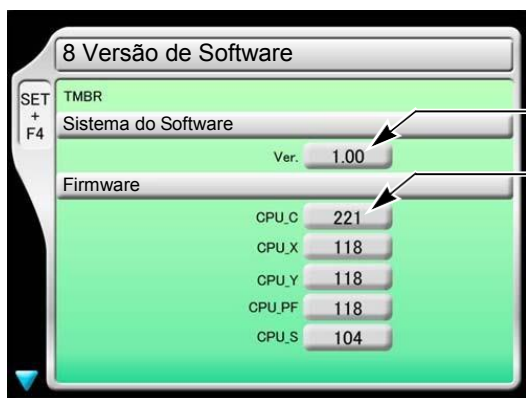 8 Versão de Software
SET
+
F4
TMBR
Sistema do Software
Ver. 1.00
Firmware
CPU_C 221
CPU_X 118
CPU_Y 118
CPU_PF 118
CPU_S 104